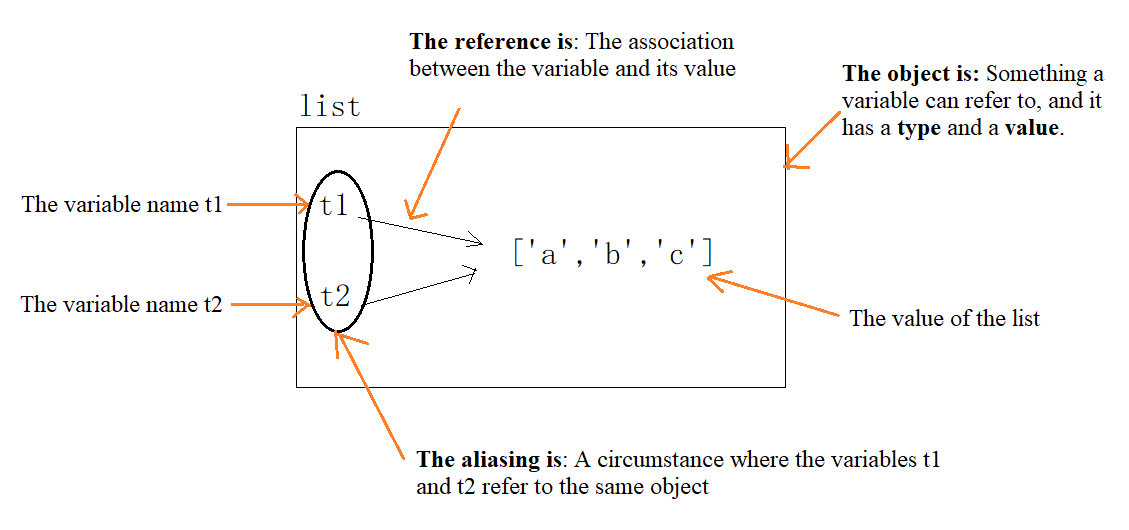 The reference is: The association
between the variable and its value
The object is: Something a
variable can refer to, and it
has a type and a value.
list
The variable name t1
t1
['a','b','c']
The variable name t2
t2
The value of the list
The aliasing is: A circumstance where the variables t1
and t2 refer to the same object